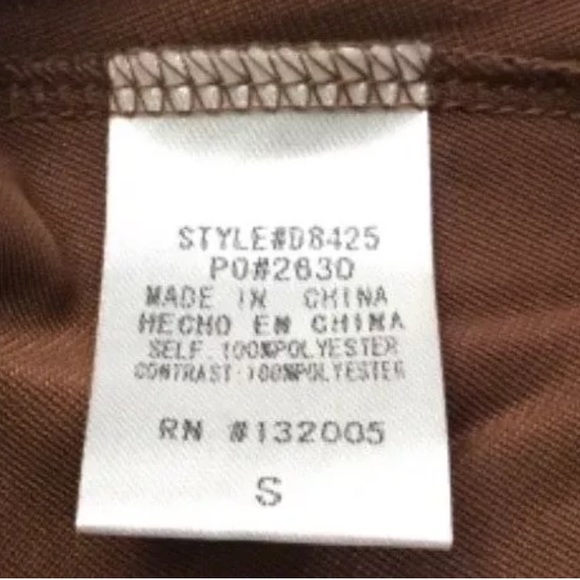 STYLE#D8425
PO#2630
MADE IN CHINA
HECHO EN CHINA
SELF:100%POLYESTER
CONTRAST:100%POLYESTER
RN #132005
S